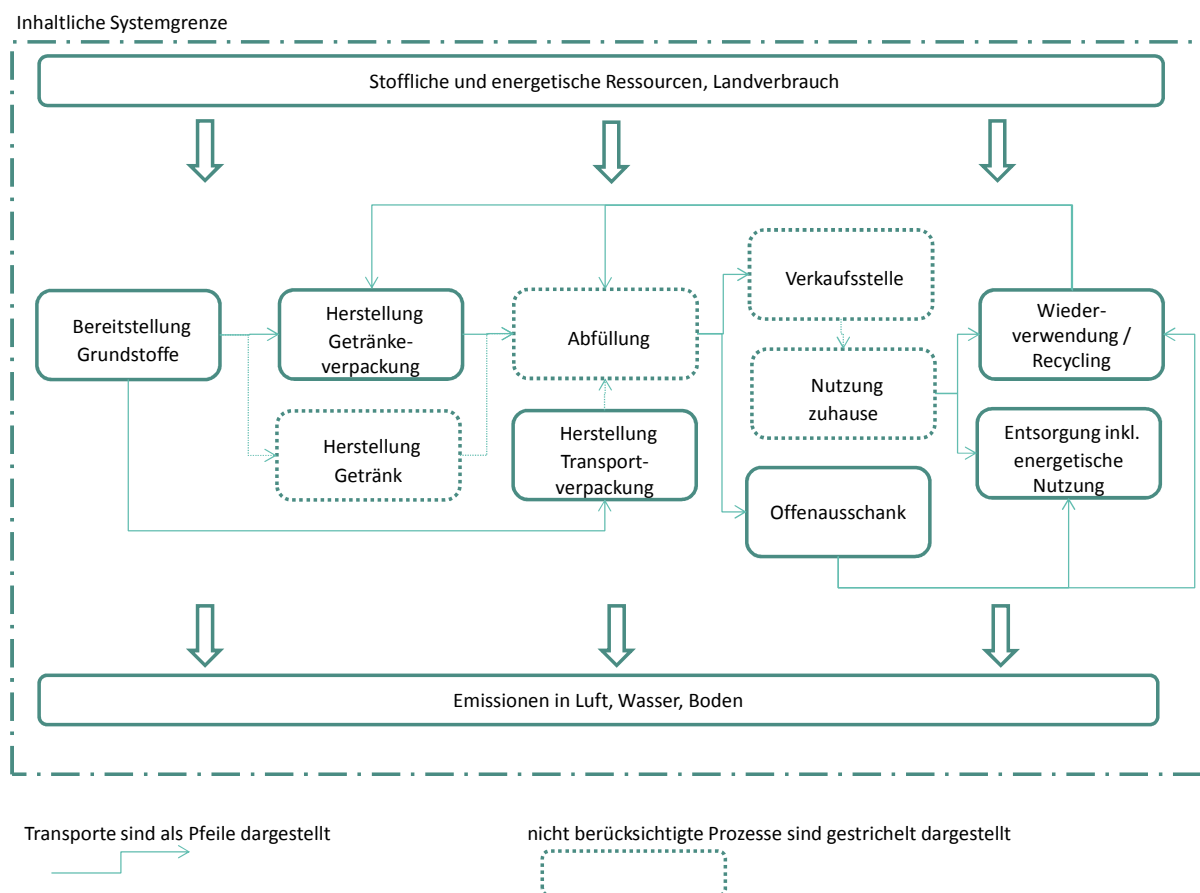 Inhaltliche Systemgrenze
Stoffliche und energetische Ressourcen, Landverbrauch
Bereitstellung
Grundstoffe
Herstellung
Getränke-
verpackung
Herstellung
Getränk
Abfüllung
Herstellung
Transport-
verpackung
Verkaufsstelle
Nutzung
zuhause
Offenausschank
Wieder-
verwendung /
Recycling
Entsorgung inkl.
energetische
Nutzung
Emissionen in Luft, Wasser, Boden
Transporte sind als Pfeile dargestellt
nicht berücksichtigte Prozesse sind gestrichelt dargestellt